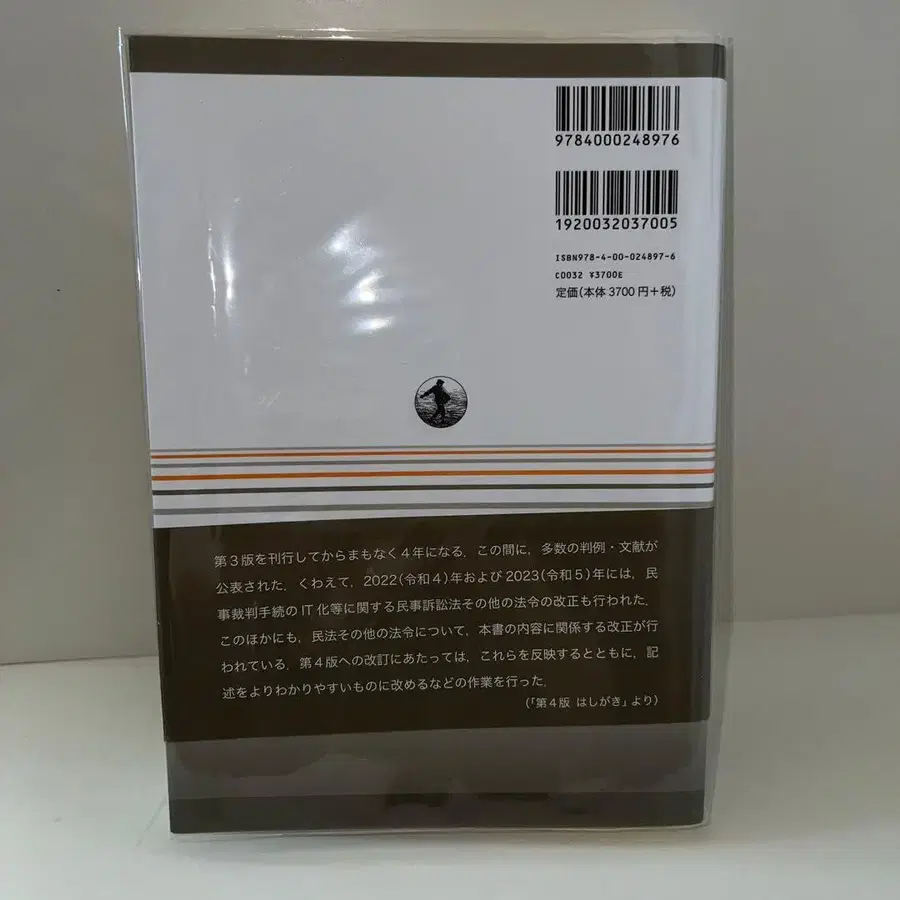 9784000248976
1920032037005
ISBN978-4-00-024897-6
C0032 ¥3700E
定価(本体3700円+税)
第3版を刊行してからまもなく4年になる．この間に，多数の判例・文献が
公表された．くわえて，2022(令和4)年および2023(令和5)年には，民
事裁判手続のIT化等に関する民事訴訟法その他の法令の改正も行われた．
このほかにも，民法その他の法令について，本書の内容に関係する改正が行
われている．第4版への改訂にあたっては，これらを反映するとともに，記
述をよりわかりやすいものに改めるなどの作業を行った．
(「第4版 はしがき」より)